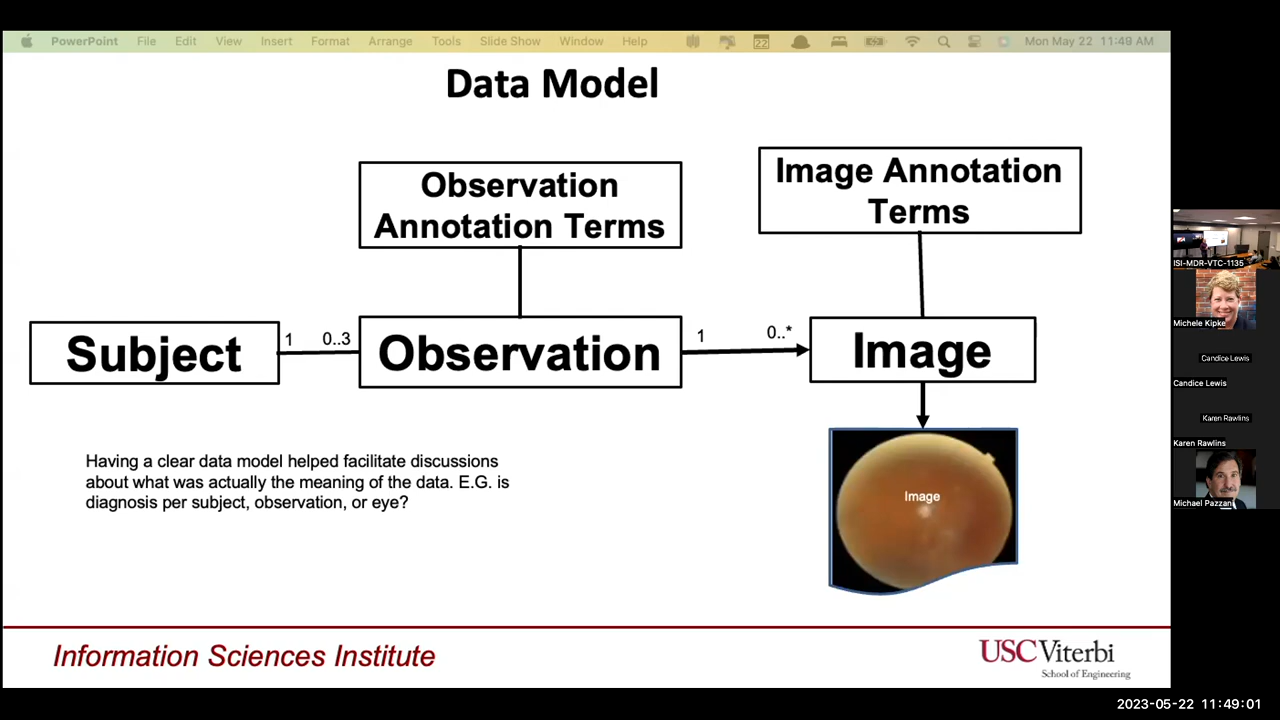 PowerPoint File Edit View Insert Format Arrange Tools Slide Show Window Help 22 Mon May 22 11:49 AM
Data Model
Observation
Annotation Terms
Image Annotation
Terms
Subject
1
0..3
Observation
1
0..*
Image
Having a clear data model helped facilitate discussions
about what was actually the meaning of the data. E.G. is
diagnosis per subject, observation, or eye?
Image
Information Sciences Institute
USC Viterbi
School of Engineering
ISI-MDR-VTC-1135
Michele Kipke
Candice Lewis
Candice Lewis
Karen Rawlins
Karen Rawlins
Michael Pazzani
2023-05-22 11:49:01